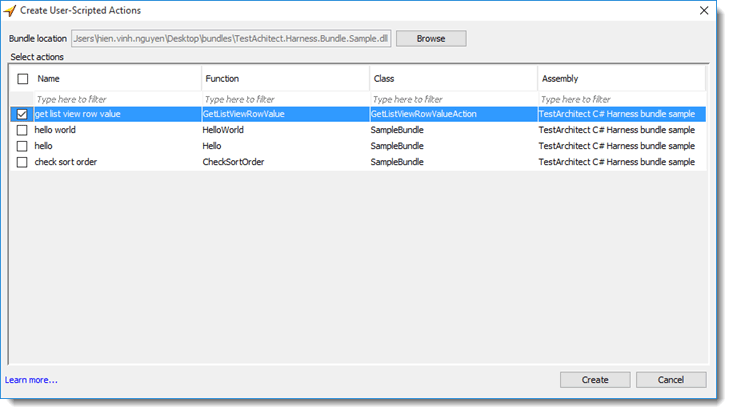 Create User-Scripted Actions
Bundle location Jsers\hien.vinh.nguyen\Desktop\bundles\TestAchitect.Harness.Bundle.Sample.dll Browse
Select actions
Name Function Class Assembly
Type here to filter Type here to filter Type here to filter Type here to filter
get list view row value GetListViewRowValue GetListViewRowValueAction TestArchitect C# Harness bundle sample
hello world HelloWorld SampleBundle TestArchitect C# Harness bundle sample
hello Hello SampleBundle TestArchitect C# Harness bundle sample
check sort order CheckSortOrder SampleBundle TestArchitect C# Harness bundle sample
Learn more... Create Cancel